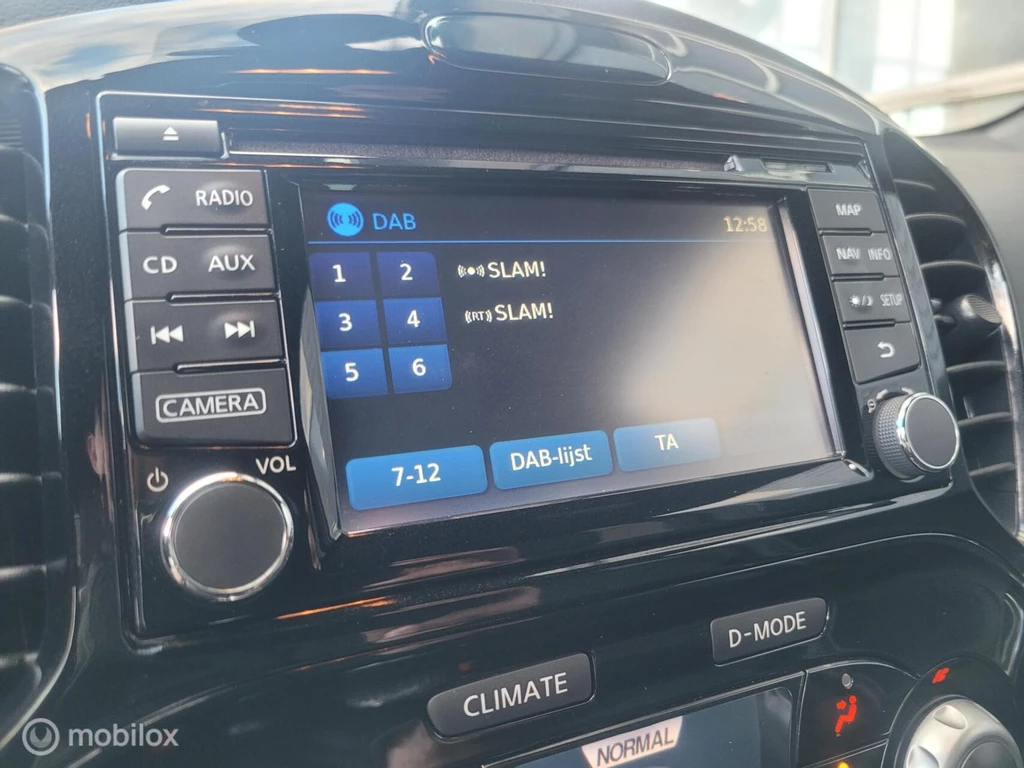 RADIO
CD AUX
CAMERA
VOL
DAB 12:58
1 2 SLAM!
3 4 (RT) SLAM!
5 6
7-12 DAB-lijst TA
MAP
NAV INFO
SETUP
D-MODE
CLIMATE
NORMAL
mobilox